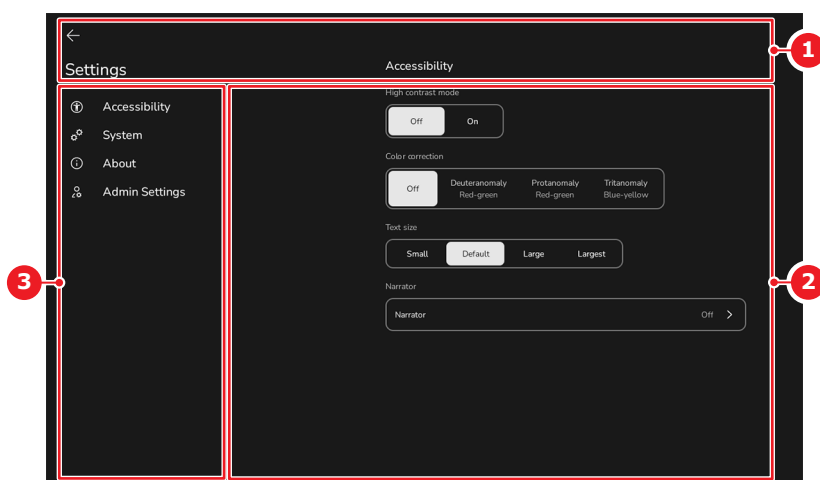 1
Settings
Accessibility
Accessibility
System
About
Admin Settings
High contrast mode
Off On
Color correction
Off Deuteranomaly Protanomaly Tritanomaly
Red-green Red-green Blue-yellow
Text size
Small Default Large Largest
Narrator
Narrator Off
3
2